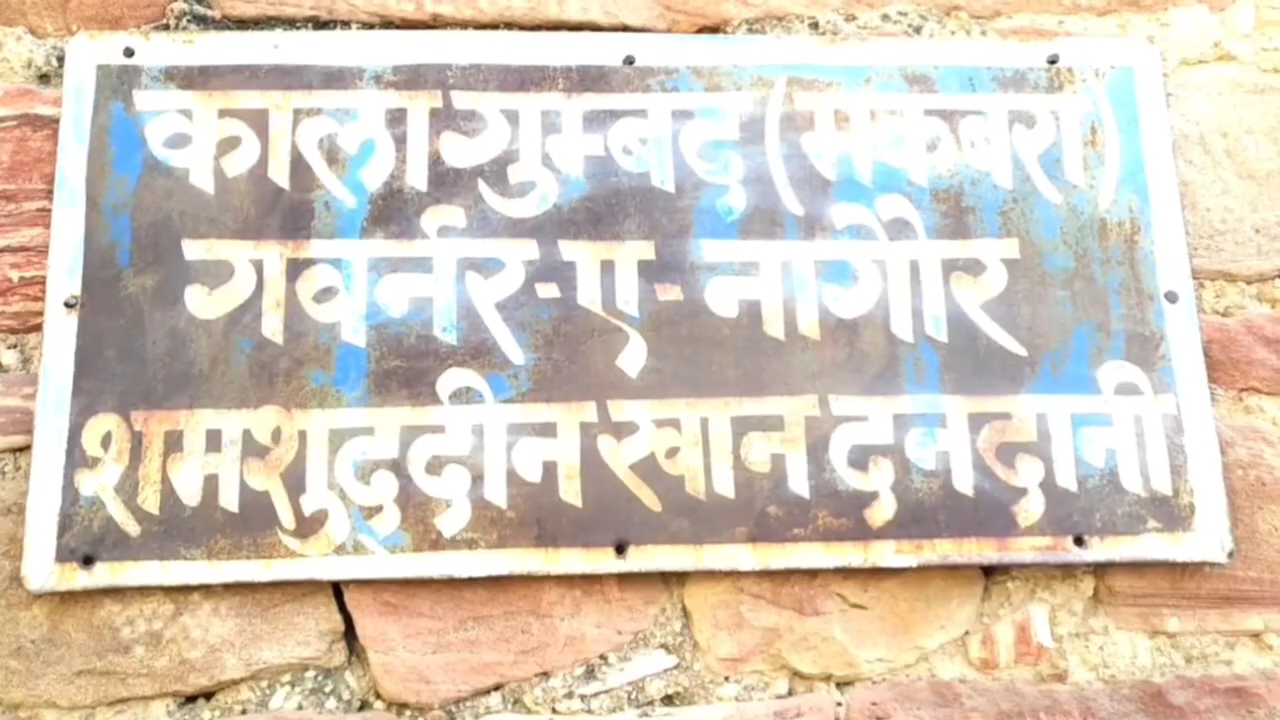 काला गुम्बद (मकबरा)
गवर्नर-ए-नागौर
शमशुद्दीन खान दनदानी